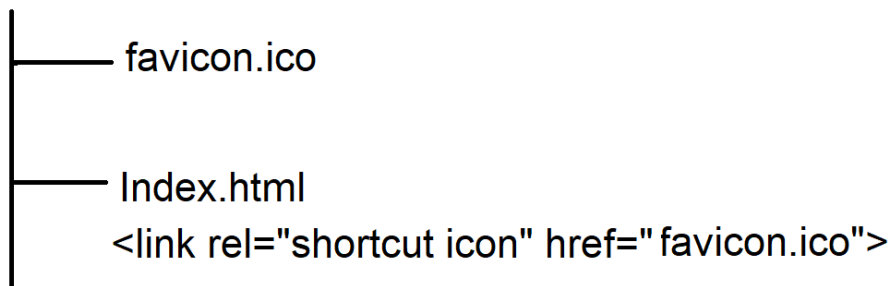 favicon.ico
Index.html
<link rel="shortcut icon" href=" favicon.ico">